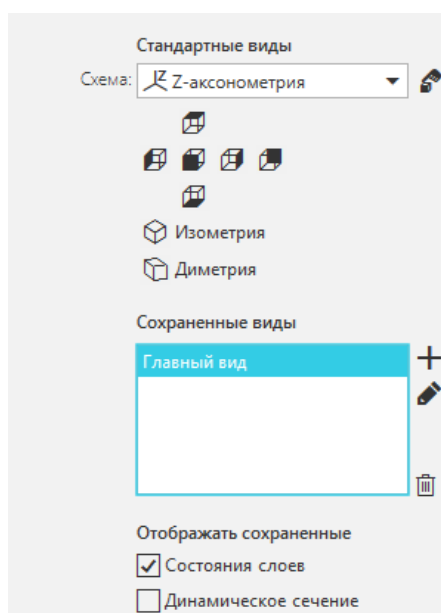 Стандартные виды
Схема: Z Z-аксонометрия
Изометрия
Диметрия
Сохраненные виды
Главный вид
Отображать сохраненные
Состояния слоев
Динамическое сечение